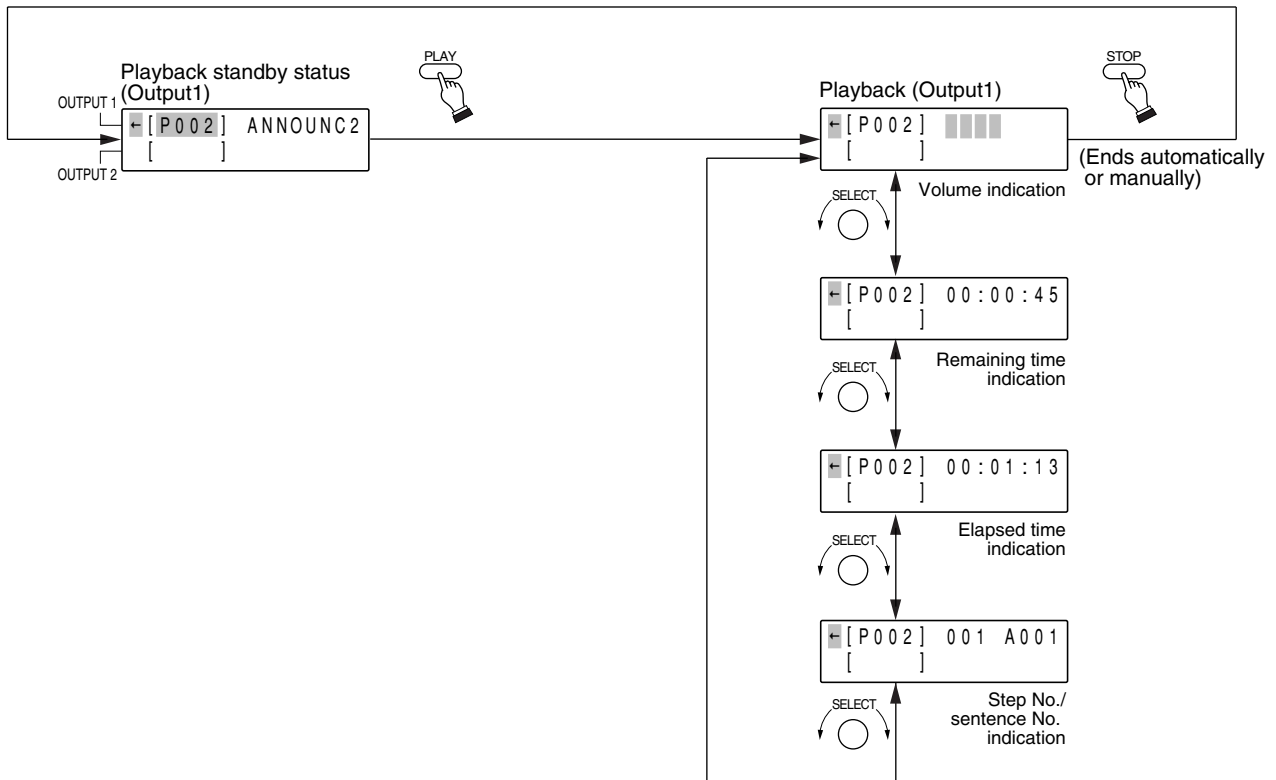 Playback standby status
(Output1)
OUTPUT 1
←[P002] ANNOUNC2
[ ]
OUTPUT 2
PLAY
Playback (Output1)
←[P002]
[ ]
STOP
(Ends automatically
or manually)
Volume indication
SELECT
←[P002] 00:00:45
[ ]
Remaining time
indication
SELECT
←[P002] 00:01:13
[ ]
Elapsed time
indication
SELECT
←[P002] 001 A001
[ ]
Step No./
sentence No.
indication
SELECT